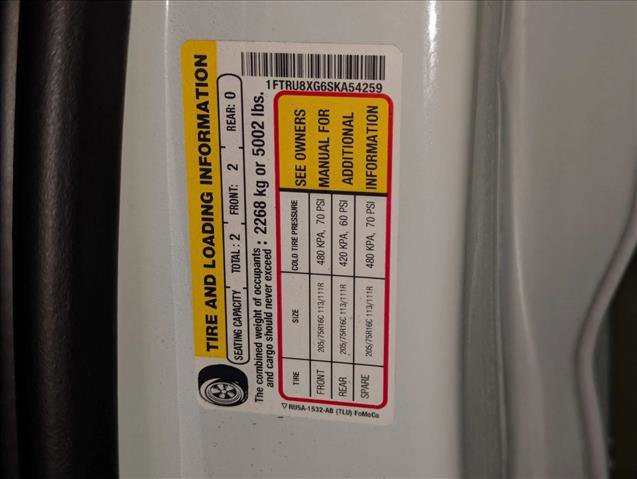 1FTRU8XG6SKA54259
TIRE AND LOADING INFORMATION
SEATING CAPACITY TOTAL : 2 FRONT: 2 REAR: 0
The combined weight of occupants
and cargo should never exceed : 2268 kg or 5002 lbs.
TIRE SIZE COLD TIRE PRESSURE SEE OWNERS
FRONT 205/75R16C 113/111R 480 KPA, 70 PSI MANUAL FOR
REAR 205/75R16C 113/111R 420 KPA, 60 PSI ADDITIONAL
SPARE 205/75R16C 113/111R 480 KPA, 70 PSI INFORMATION
▽ RU5A-1532-AB (TLU) FoMoCo